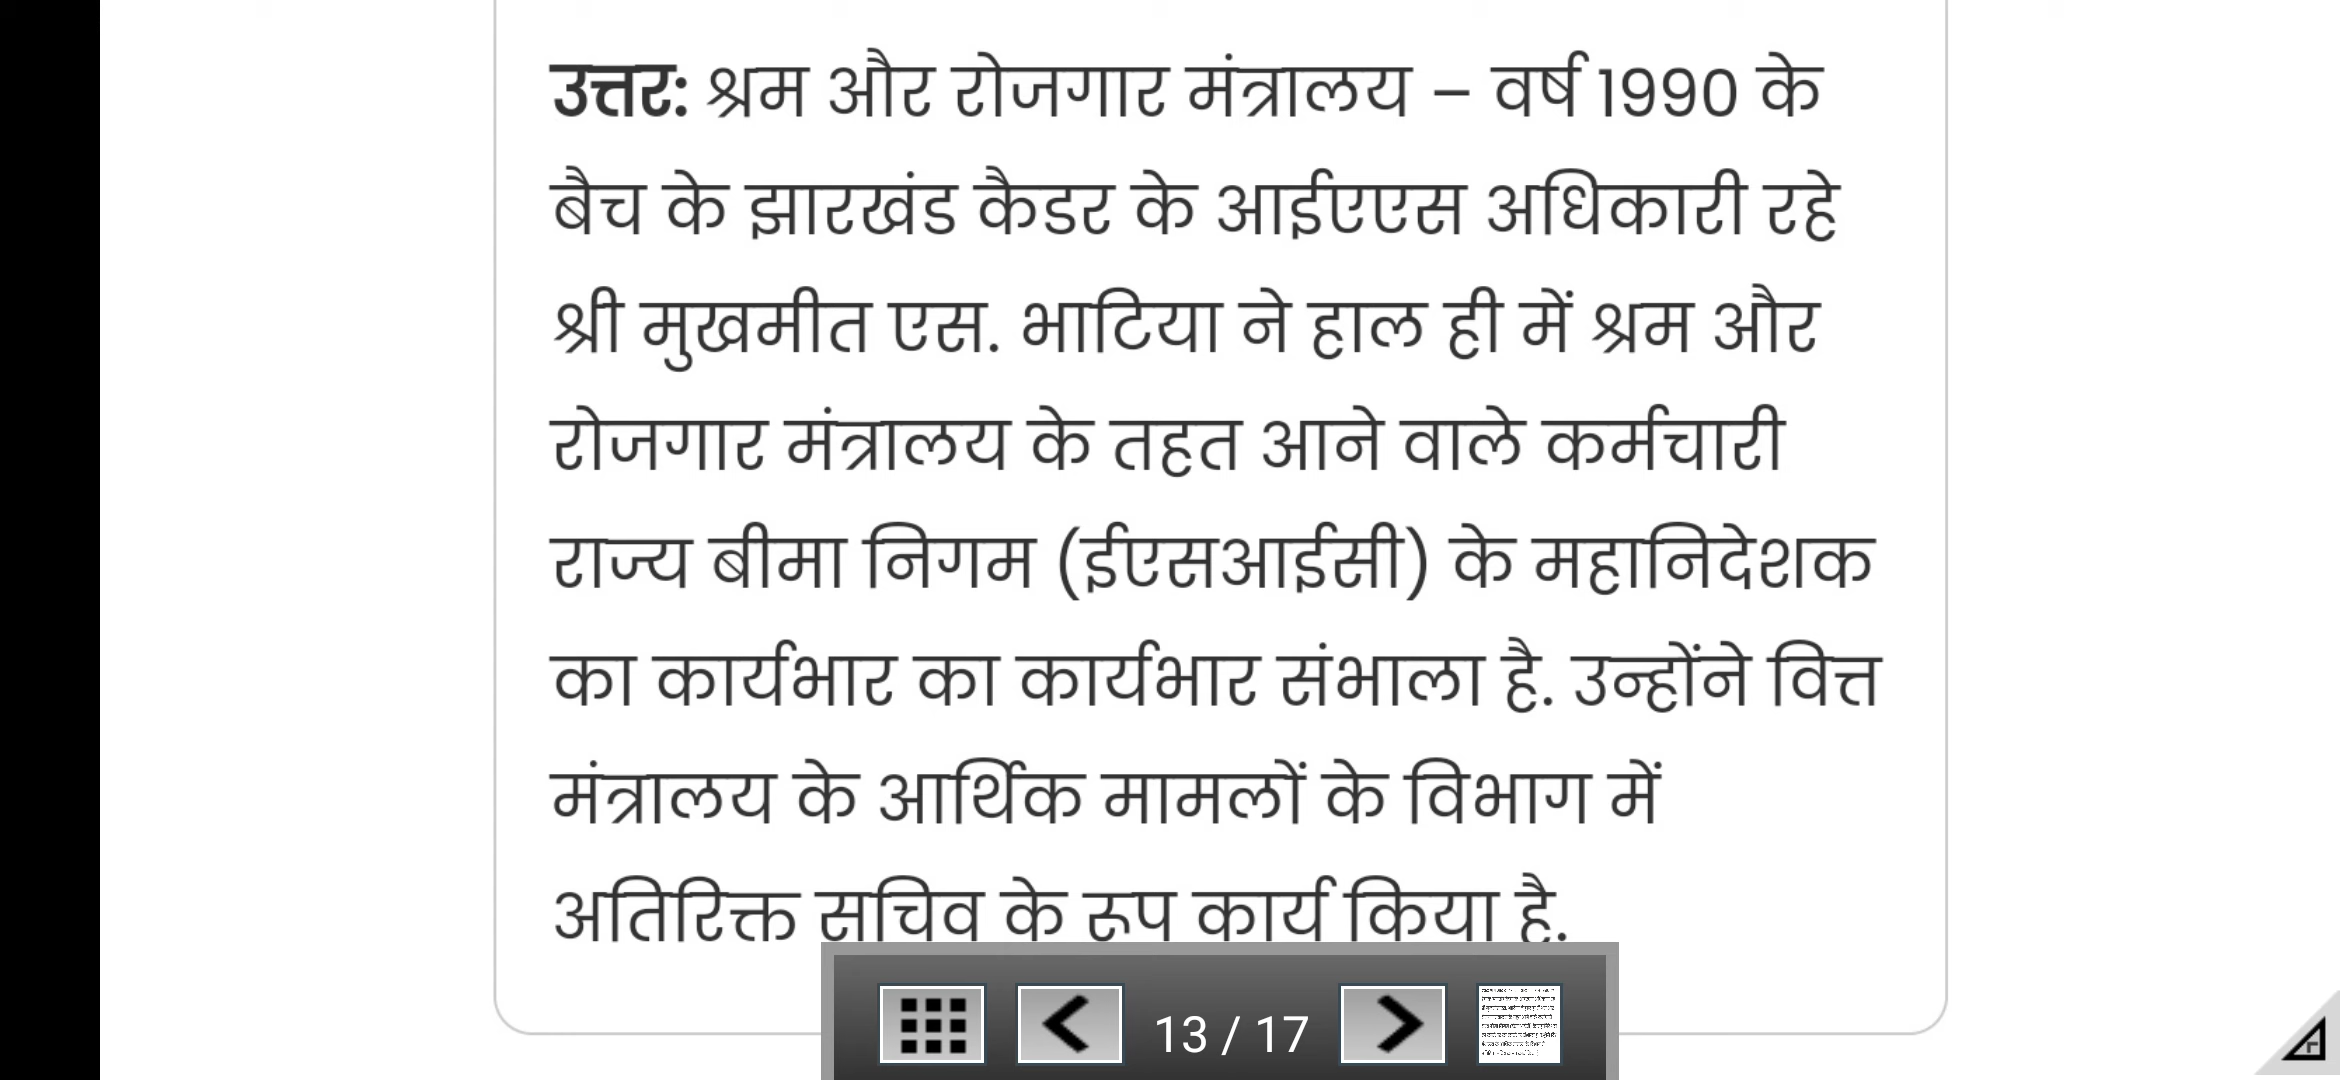 उत्तर: श्रम और रोजगार मंत्रालय – वर्ष 1990 के
बैच के झारखंड कैडर के आईएएस अधिकारी रहे
श्री मुखमीत एस. भाटिया ने हाल ही में श्रम और
रोजगार मंत्रालय के तहत आने वाले कर्मचारी
राज्य बीमा निगम (ईएसआईसी) के महानिदेशक
का कार्यभार का कार्यभार संभाला है. उन्होंने वित्त
मंत्रालय के आर्थिक मामलों के विभाग में
अतिरिक्त सचिव के रूप कार्य किया है.
13 / 17